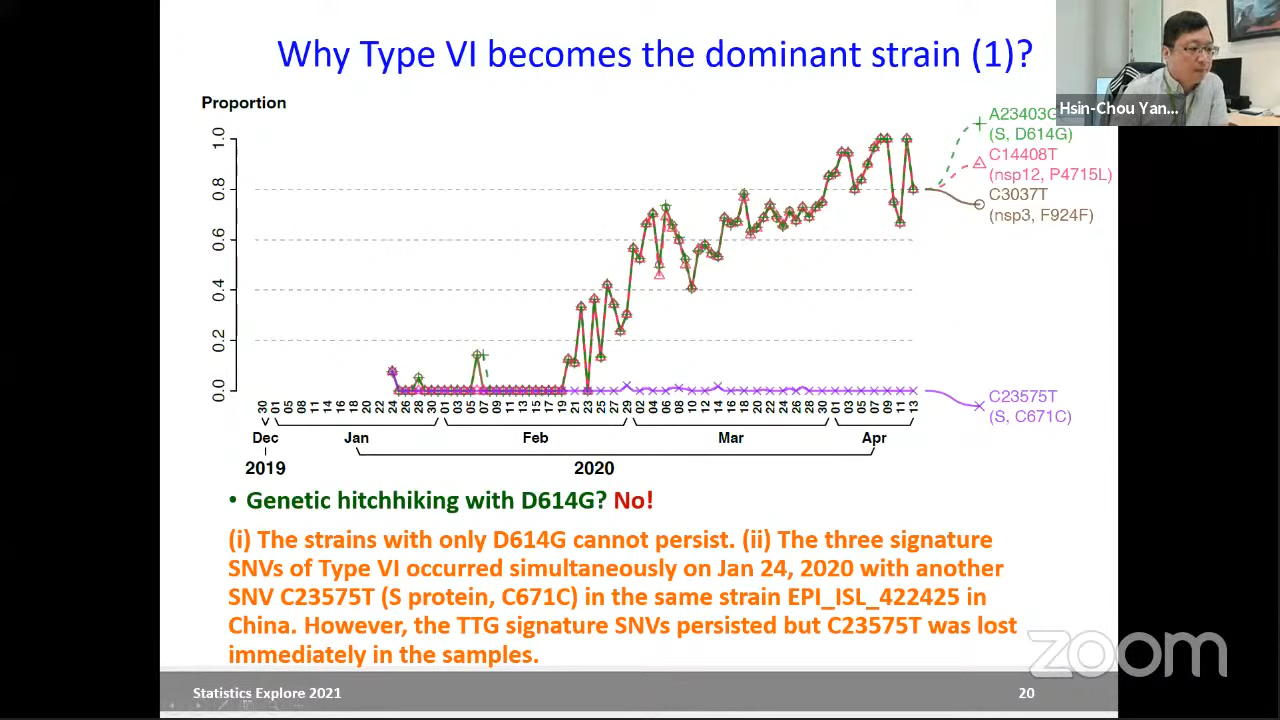 Why Type VI becomes the dominant strain (1)?
Hsin-Chou Yan...
Proportion
1.0
0.8
0.6
0.4
0.2
0.0
A23403G
(S, D614G)
C14408T
(nsp12, P4715L)
C3037T
(nsp3, F924F)
C23575T
(S, C671C)
30 01 05 08 11 14 16 18 20 22 24 26 28 30 01 03 05 07 09 11 13 15 17 19 21 23 25 27 29 02 04 06 08 10 12 14 16 18 20 22 24 26 28 30 01 03 05 07 09 11 13
Dec Jan Feb Mar Apr
2019 2020
• Genetic hitchhiking with D614G? No!
(i) The strains with only D614G cannot persist. (ii) The three signature
SNVs of Type VI occurred simultaneously on Jan 24, 2020 with another
SNV C23575T (S protein, C671C) in the same strain EPI_ISL_422425 in
China. However, the TTG signature SNVs persisted but C23575T was lost
immediately in the samples.
zoom
Statistics Explore 2021
20